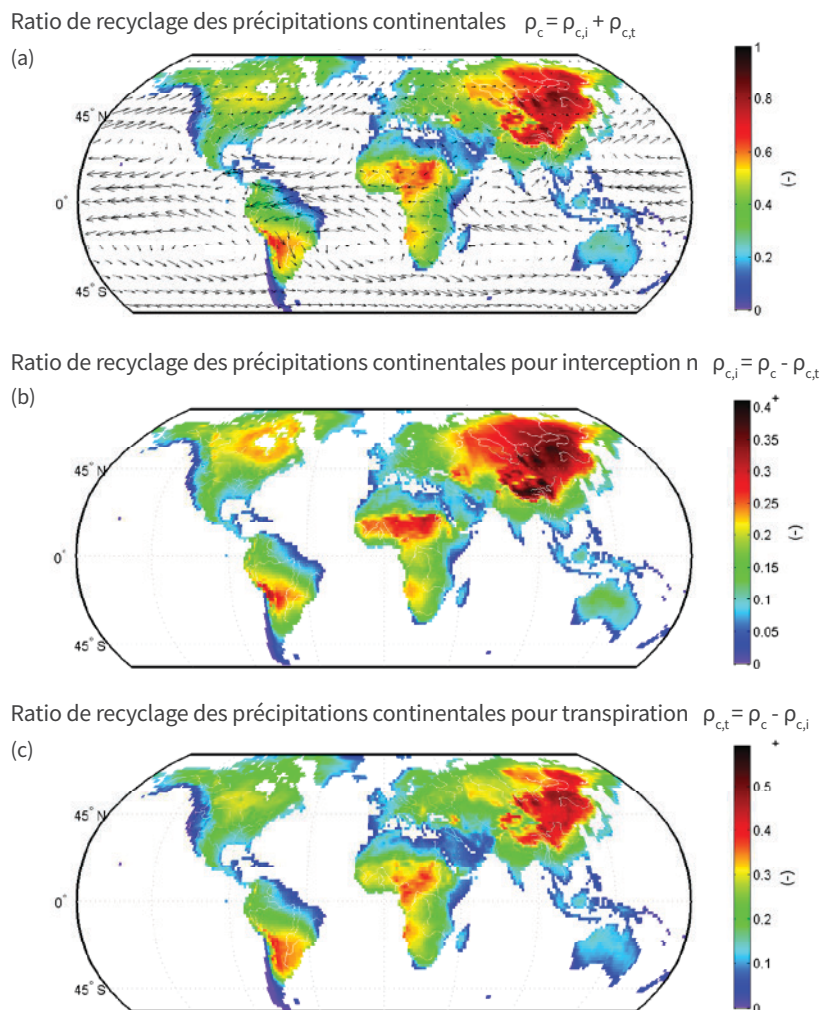 Ratio de recyclage des précipitations continentales ρc = ρc,i + ρc,t
(a)
45° N
0°
45° S
1
0.8
0.6
0.4
0.2
0
(-)
Ratio de recyclage des précipitations continentales pour interception n ρc,i = ρc - ρc,t
(b)
45° N
0°
45° S
0.4+
0.35
0.3
0.25
0.2
0.15
0.1
0.05
0
(-)
Ratio de recyclage des précipitations continentales pour transpiration ρc,t = ρc - ρc,i
(c)
45° N
0°
45° S
+
0.5
0.4
0.3
0.2
0.1
0
(-)